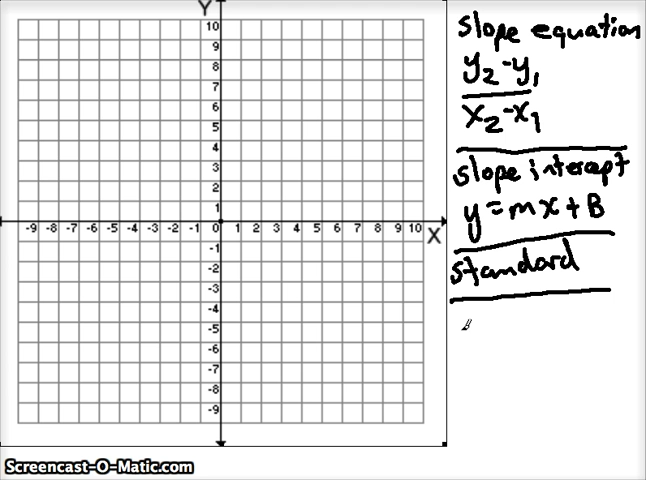 Y
10
9
8
7
6
5
4
3
2
1
-9 -8 -7 -6 -5 -4 -3 -2 -1 0 1 2 3 4 5 6 7 8 9 10 X
-1
-2
-3
-4
-5
-6
-7
-8
-9
slope equation
y2-y1
x2-x1
slope intercept
y=mx+B
standard
Screencast-O-Matic.com